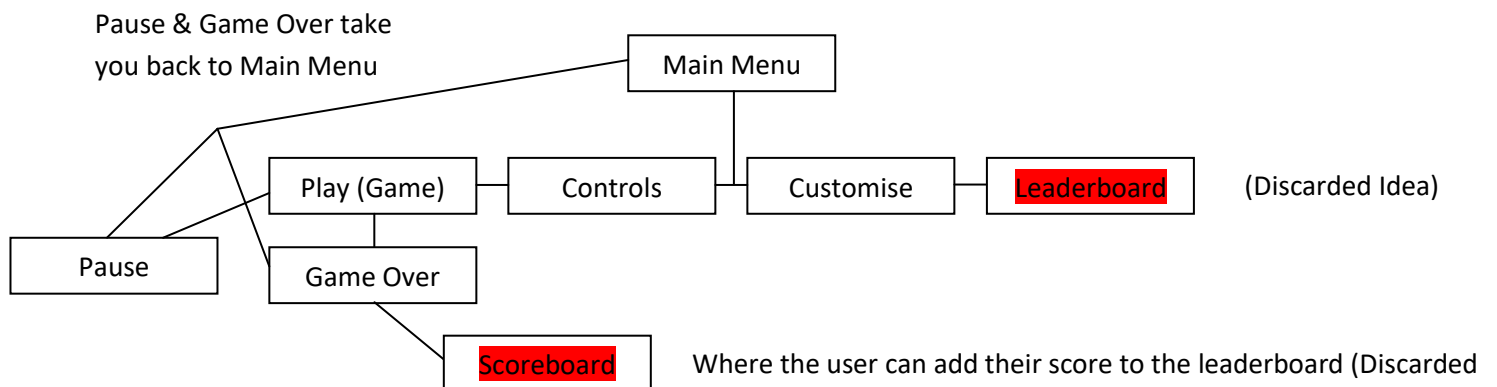 Pause & Game Over take
you back to Main Menu
Main Menu
Play (Game)
Controls
Customise
Leaderboard
(Discarded Idea)
Pause
Game Over
Scoreboard
Where the user can add their score to the leaderboard (Discarded